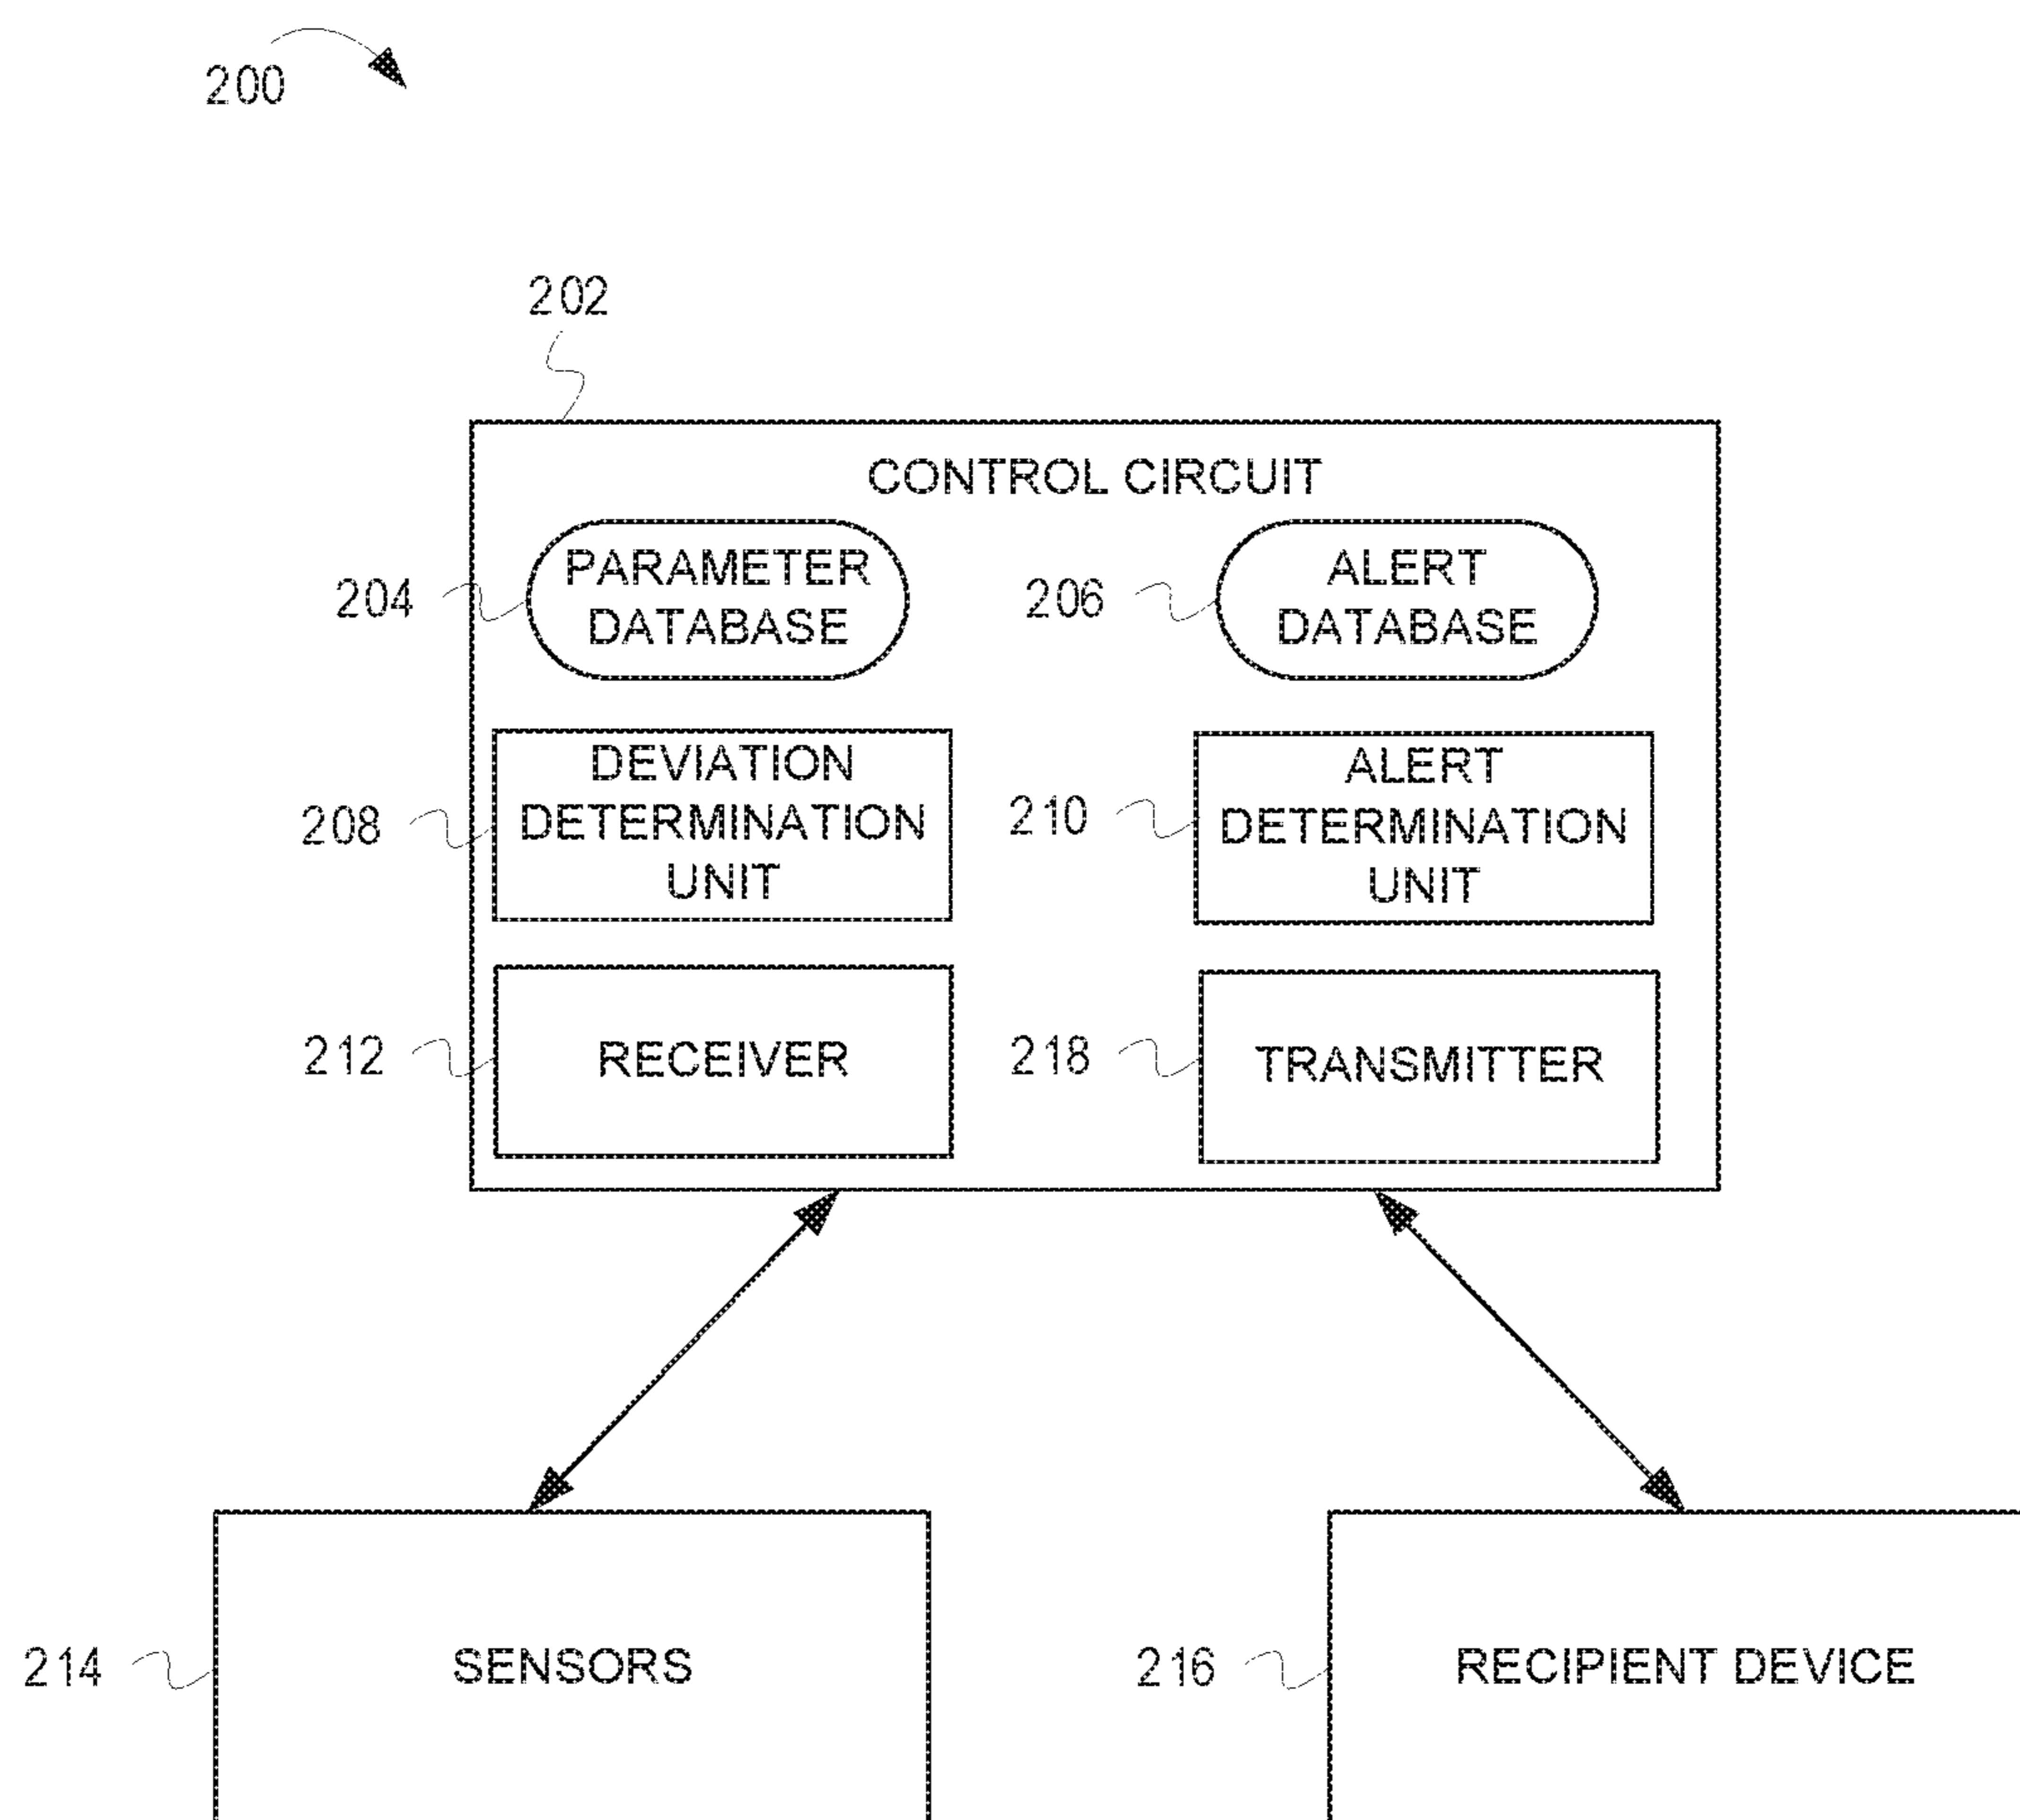 200
202
CONTROL CIRCUIT
204
PARAMETER
DATABASE
206
ALERT
DATABASE
208
DEVIATION
DETERMINATION
UNIT
210
ALERT
DETERMINATION
UNIT
212
RECEIVER
218
TRANSMITTER
214
SENSORS
216
RECIPIENT DEVICE